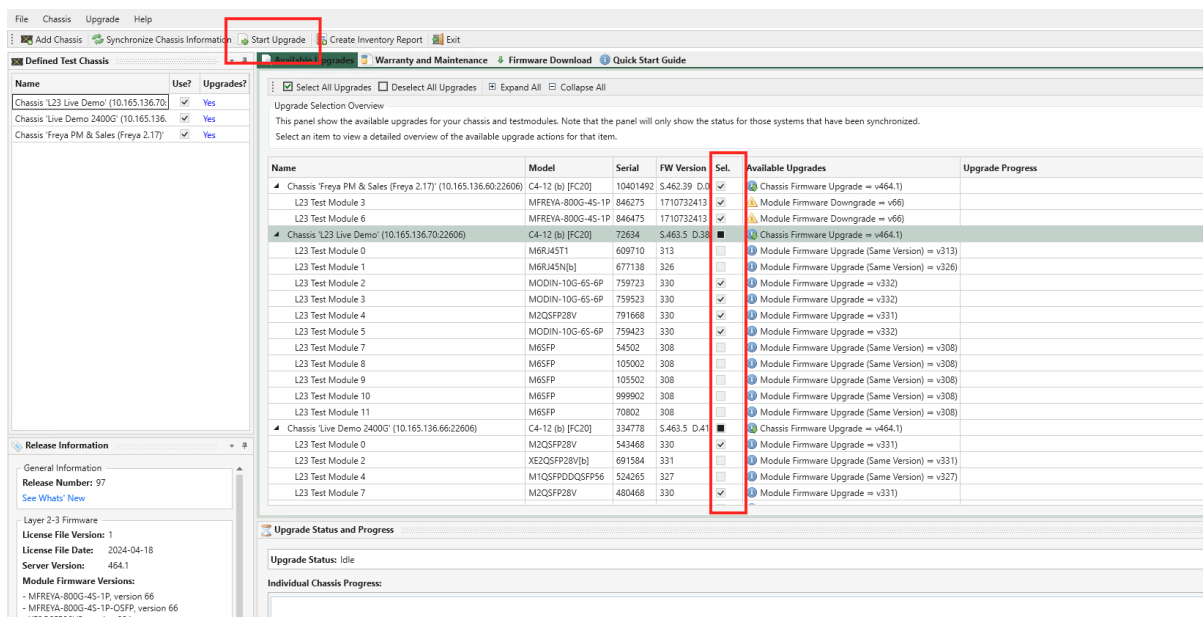 File Chassis Upgrade Help
Add Chassis Synchronize Chassis Information Start Upgrade Create Inventory Report Exit
Defined Test Chassis
Name Use? Upgrades?
Chassis 'L23 Live Demo' (10.165.136.70: Yes
Chassis 'Live Demo 2400G' (10.165.136. Yes
Chassis 'Freya PM & Sales (Freya 2.17)' Yes
Available Upgrades Warranty and Maintenance Firmware Download Quick Start Guide
Select All Upgrades Deselect All Upgrades Expand All Collapse All
Upgrade Selection Overview
This panel show the available upgrades for your chassis and testmodules. Note that the panel will only show the status for those systems that have been synchronized.
Select an item to view a detailed overview of the available upgrade actions for that item.
Name Model Serial FW Version Sel. Available Upgrades Upgrade Progress
Chassis 'Freya PM & Sales (Freya 2.17)' (10.165.136.60:22606) C4-12 (b) [FC20] 10401492 S.462.39 D.0 Chassis Firmware Upgrade ⇒ v464.1)
L23 Test Module 3 MFREYA-800G-4S-1P 846275 1710732413 Module Firmware Downgrade ⇒ v66)
L23 Test Module 6 MFREYA-800G-4S-1P 846475 1710732413 Module Firmware Downgrade ⇒ v66)
Chassis 'L23 Live Demo' (10.165.136.70:22606) C4-12 (b) [FC20] 72634 S.463.5 D.38 Chassis Firmware Upgrade ⇒ v464.1)
L23 Test Module 0 M6RJ45T1 609710 313 Module Firmware Upgrade (Same Version) ⇒ v313)
L23 Test Module 1 M6RJ45N[b] 677138 326 Module Firmware Upgrade (Same Version) ⇒ v326)
L23 Test Module 2 MODIN-10G-6S-6P 759723 330 Module Firmware Upgrade ⇒ v332)
L23 Test Module 3 MODIN-10G-6S-6P 759523 330 Module Firmware Upgrade ⇒ v332)
L23 Test Module 4 M2QSFP28V 791668 330 Module Firmware Upgrade ⇒ v331)
L23 Test Module 5 MODIN-10G-6S-6P 759423 330 Module Firmware Upgrade ⇒ v332)
L23 Test Module 7 M6SFP 54502 308 Module Firmware Upgrade (Same Version) ⇒ v308)
L23 Test Module 8 M6SFP 105002 308 Module Firmware Upgrade (Same Version) ⇒ v308)
L23 Test Module 9 M6SFP 105502 308 Module Firmware Upgrade (Same Version) ⇒ v308)
L23 Test Module 10 M6SFP 999902 308 Module Firmware Upgrade (Same Version) ⇒ v308)
L23 Test Module 11 M6SFP 70802 308 Module Firmware Upgrade (Same Version) ⇒ v308)
Chassis 'Live Demo 2400G' (10.165.136.66:22606) C4-12 (b) [FC20] 334778 S.463.5 D.41 Chassis Firmware Upgrade ⇒ v464.1)
L23 Test Module 0 M2QSFP28V 543468 330 Module Firmware Upgrade ⇒ v331)
L23 Test Module 2 XE2QSFP28V[b] 691584 331 Module Firmware Upgrade (Same Version) ⇒ v331)
L23 Test Module 4 M1QSFPDDQSFP56 524265 327 Module Firmware Upgrade (Same Version) ⇒ v327)
L23 Test Module 7 M2QSFP28V 480468 330 Module Firmware Upgrade ⇒ v331)
Release Information
General Information
Release Number: 97
See Whats' New
Layer 2-3 Firmware
License File Version: 1
License File Date: 2024-04-18
Server Version: 464.1
Module Firmware Versions:
- MFREYA-800G-4S-1P, version 66
- MFREYA-800G-4S-1P-OSFP, version 66
Upgrade Status and Progress
Upgrade Status: Idle
Individual Chassis Progress: